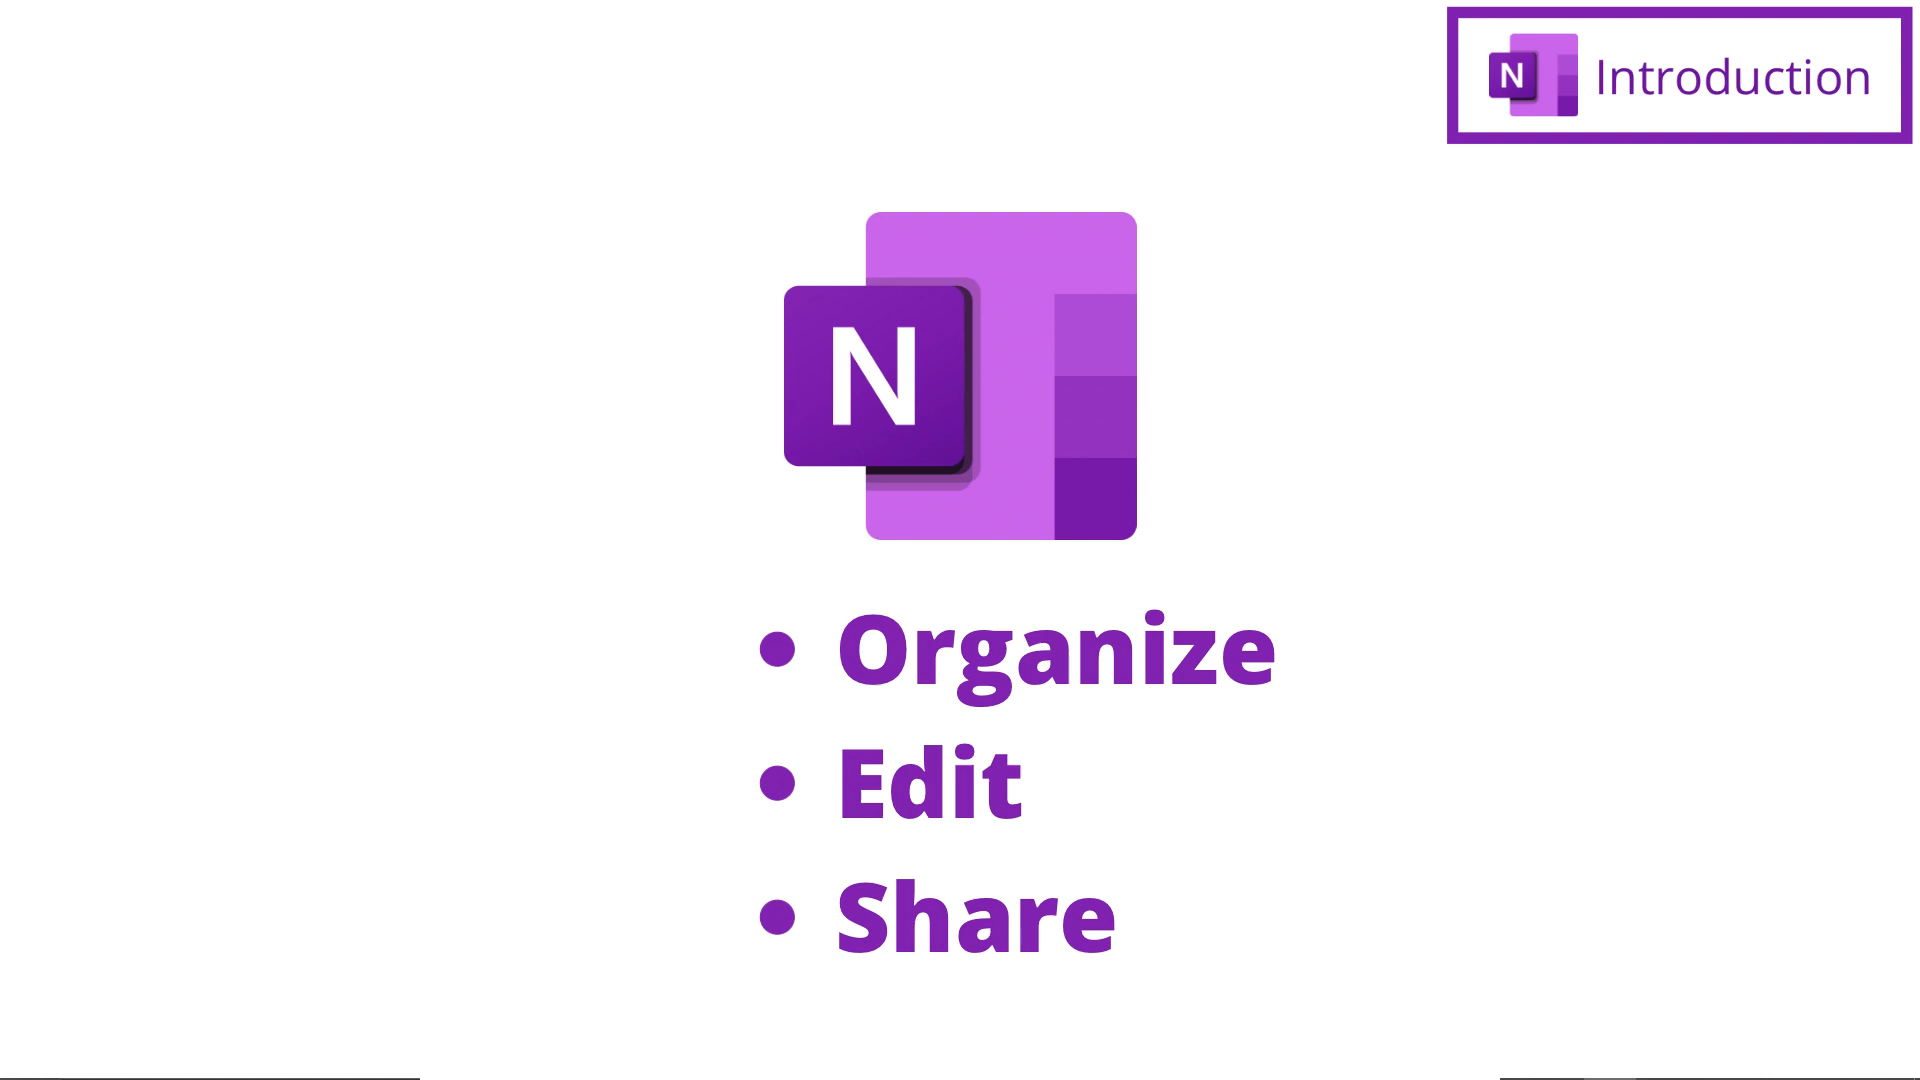 N Introduction
N
• Organize
• Edit
• Share